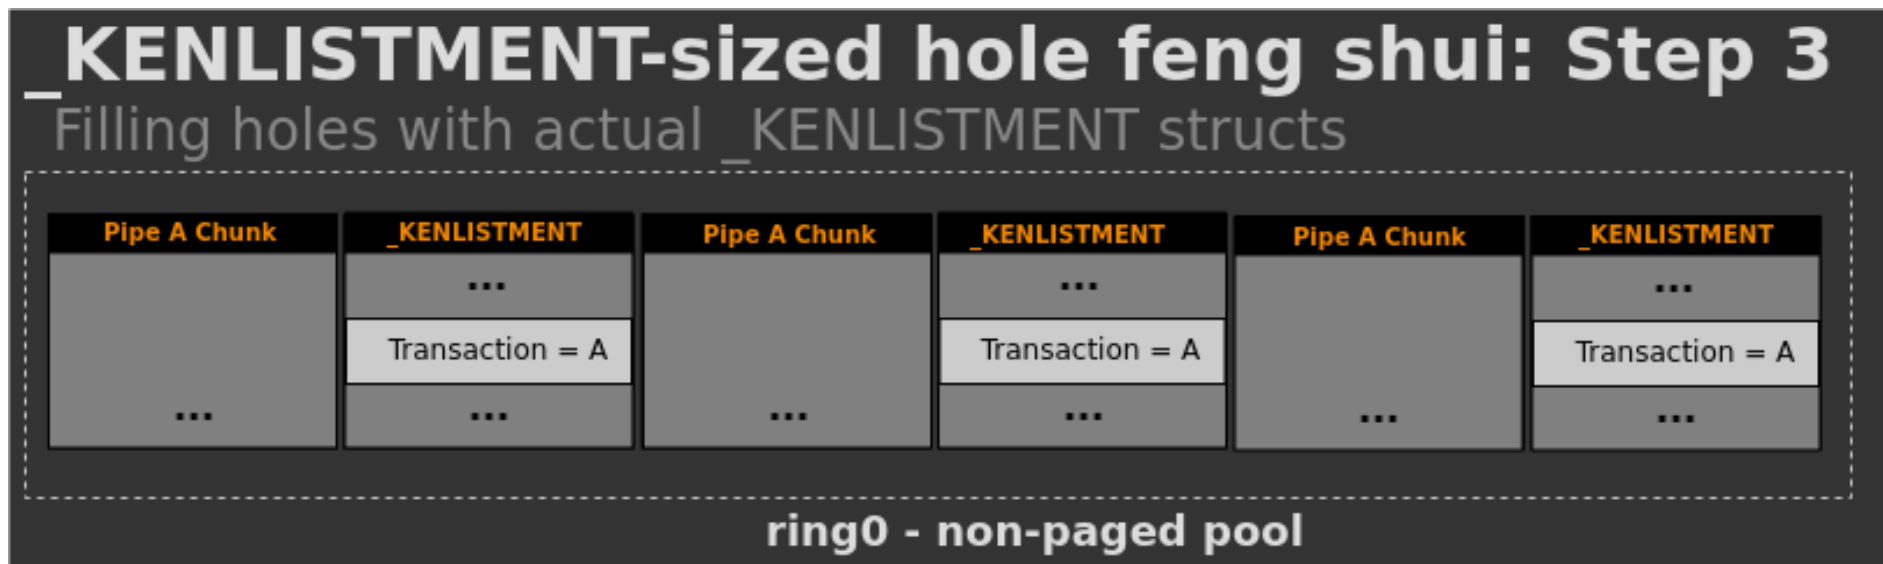 _KENLISTMENT-sized hole feng shui: Step 3
Filling holes with actual _KENLISTMENT structs
Pipe A Chunk
_KENLISTMENT
Pipe A Chunk
_KENLISTMENT
Pipe A Chunk
_KENLISTMENT
...
...
...
Transaction = A
Transaction = A
Transaction = A
...
...
...
...
...
...
ring0 - non-paged pool